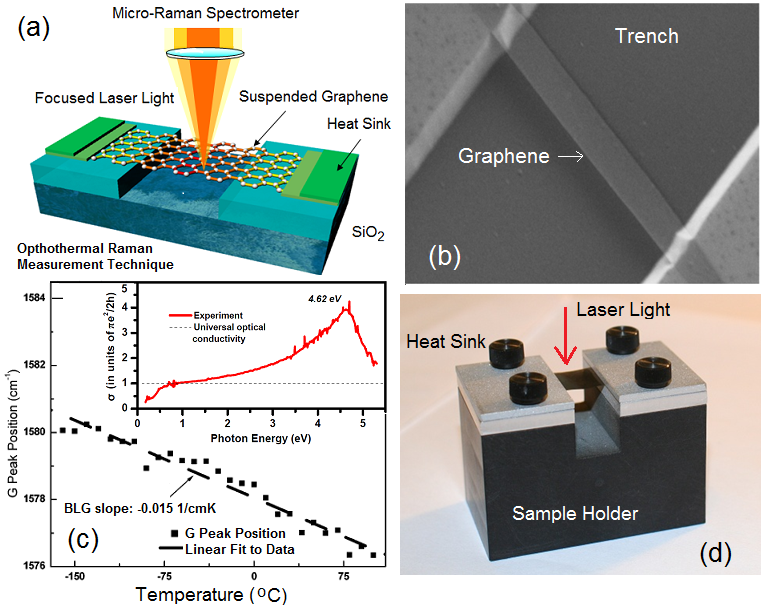 (a)
Micro-Raman Spectrometer
Focused Laser Light
Suspended Graphene
Heat Sink
SiO2
Opthothermal Raman
Measurement Technique
Trench
Graphene
(b)
G Peak Position (cm-1)
1584
1582
1580
1578
1576
σ (in units of πe2/2h)
5
4
3
2
1
0
4.62 eV
Experiment
Universal optical
conductivity
0 1 2 3 4 5
Photon Energy (eV)
BLG slope: -0.015 1/cmK
(c)
G Peak Position
Linear Fit to Data
-150 -75 0 75
Temperature (oC)
Laser Light
Heat Sink
Sample Holder
(d)